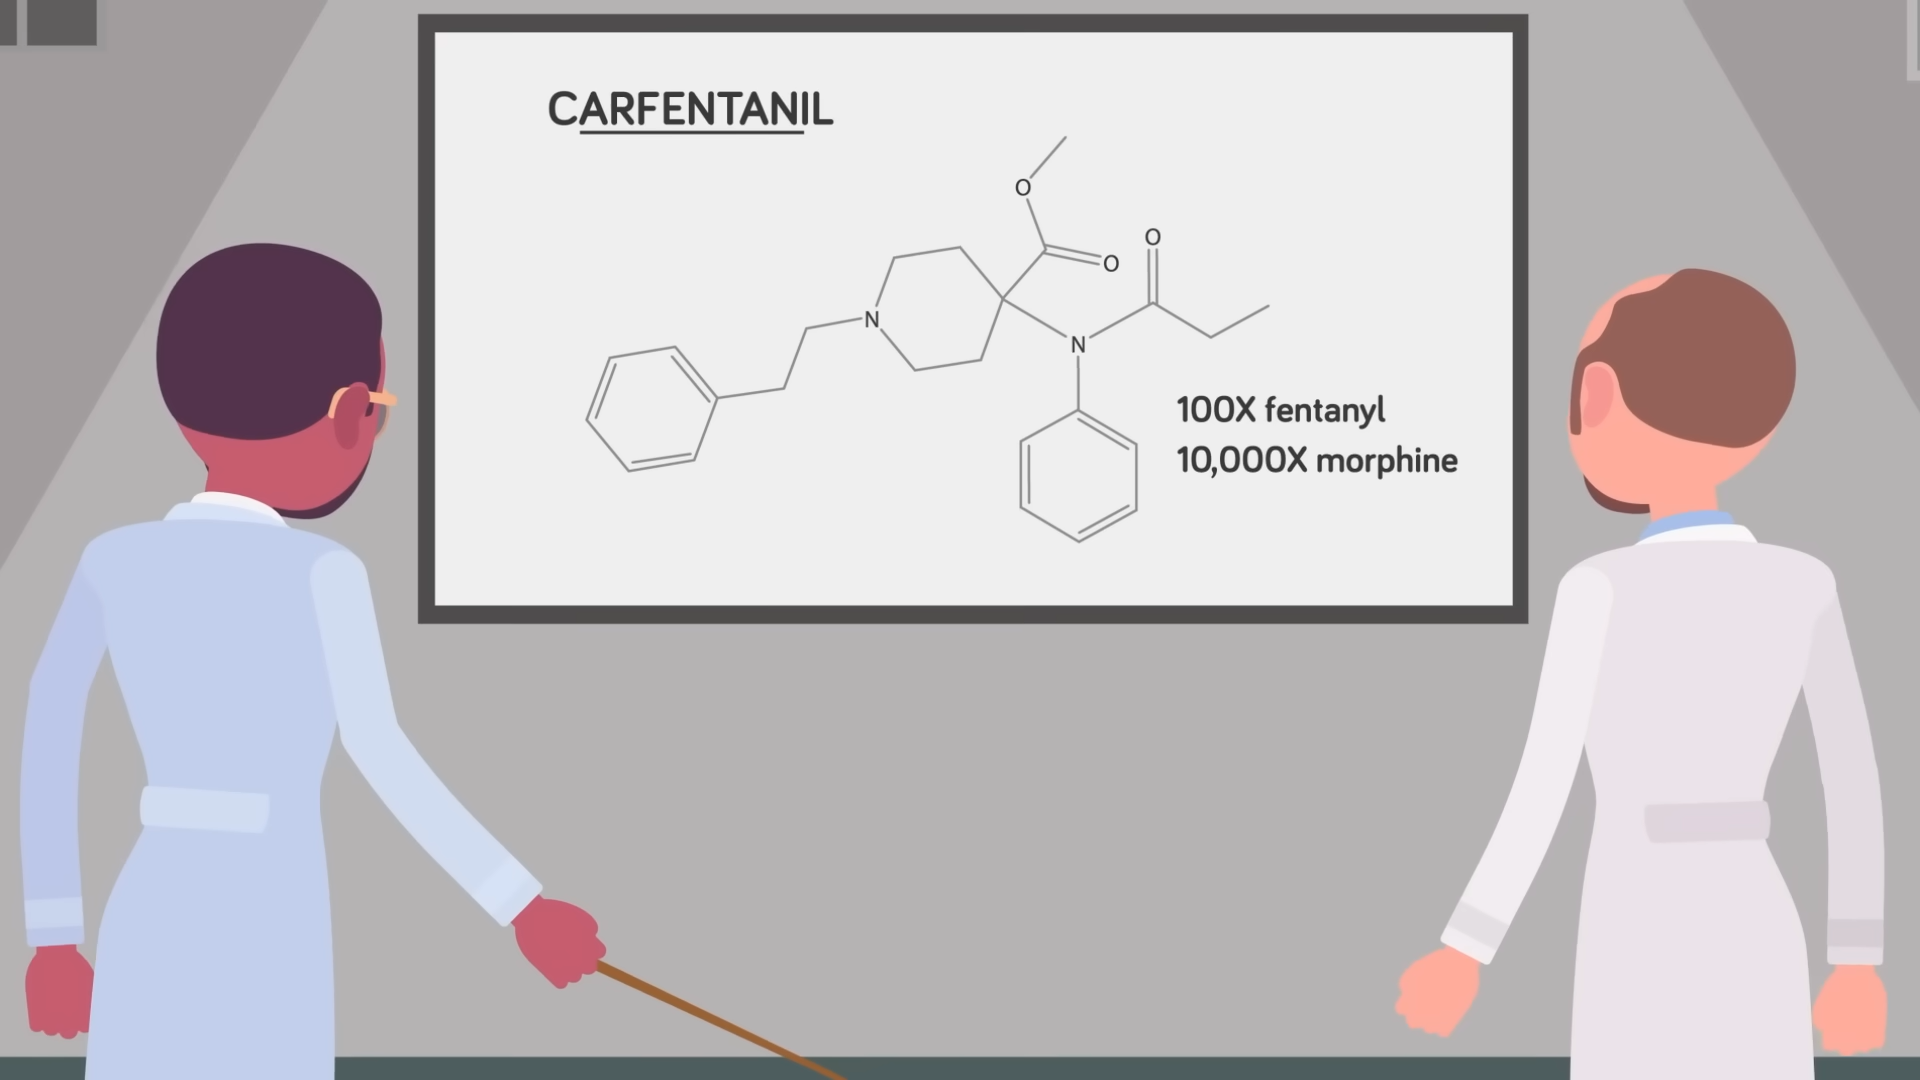 CARFENTANIL
O
O
O
N
N
100X fentanyl
10,000X morphine